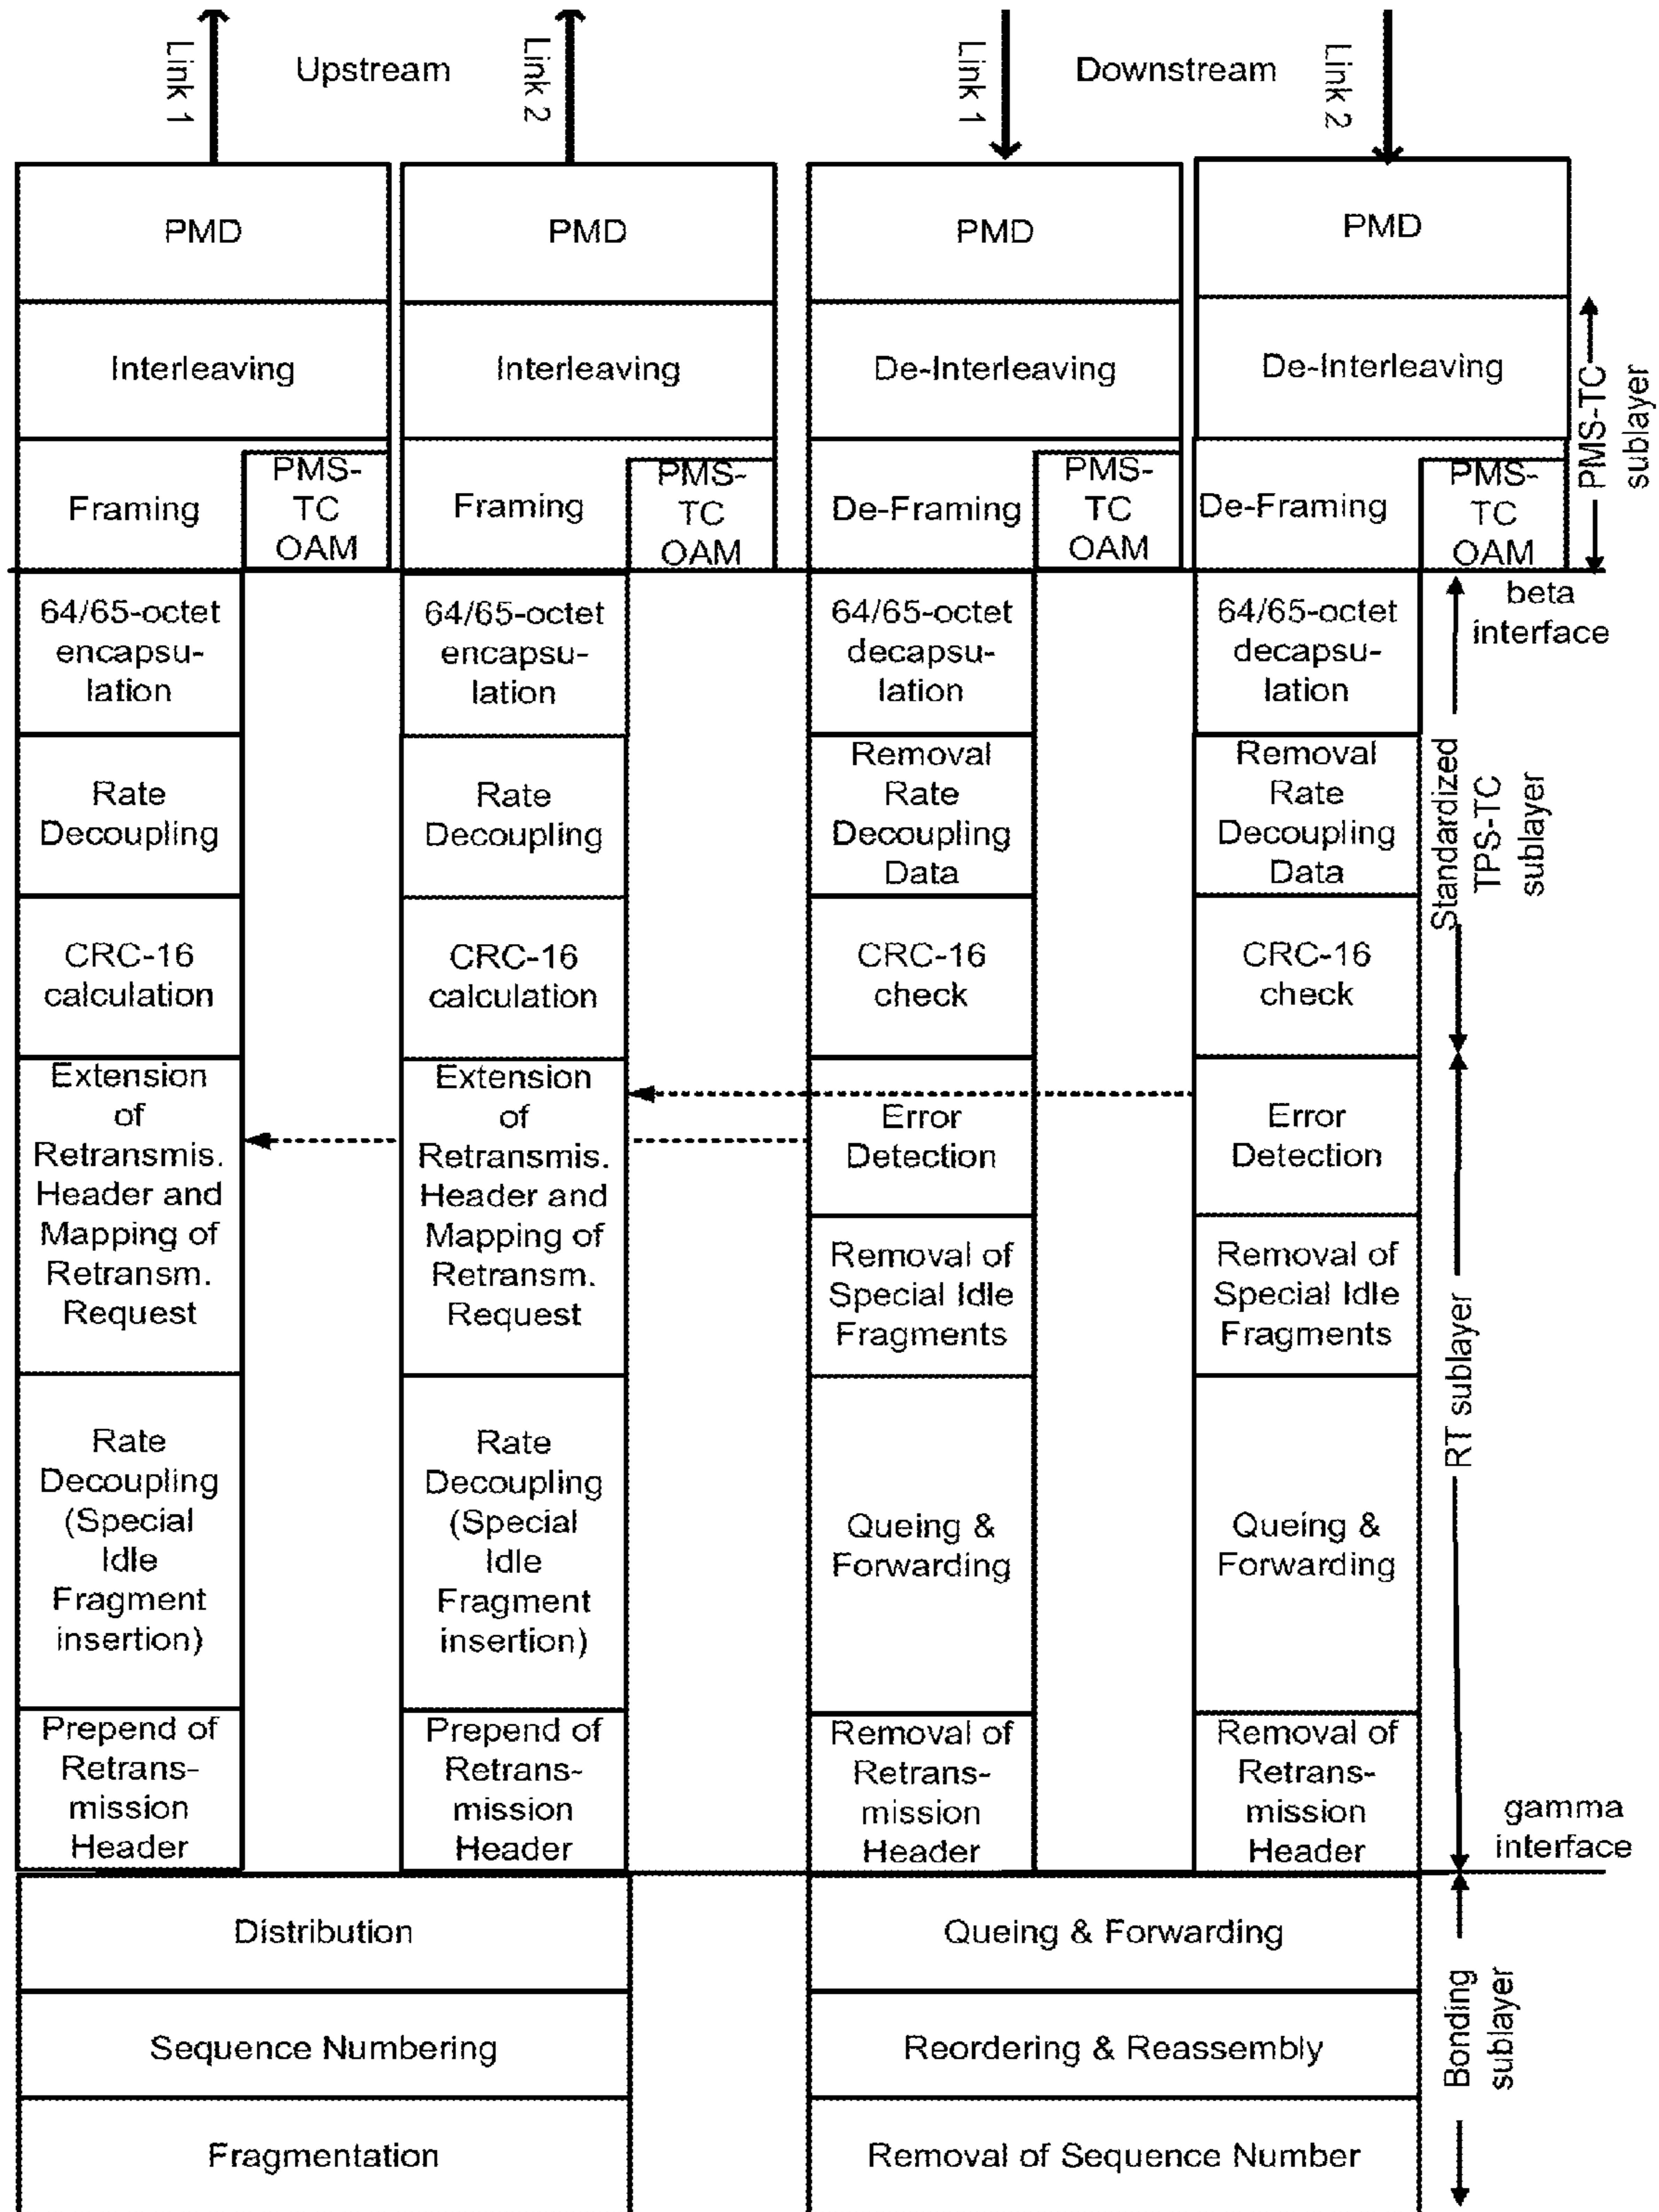 Link 1
Upstream
Link 2
Link 1
Downstream
Link 2
PMD
PMD
PMD
PMD
Interleaving
Interleaving
De-Interleaving
De-Interleaving
PMS-TC
sublayer
Framing
PMS-
TC
OAM
Framing
PMS-
TC
OAM
De-Framing
PMS-
TC
OAM
De-Framing
PMS-
TC
OAM
beta
interface
64/65-octet
encapsu-
lation
64/65-octet
encapsu-
lation
64/65-octet
decapsu-
lation
64/65-octet
decapsu-
lation
Rate
Decoupling
Rate
Decoupling
Removal
Rate
Decoupling
Data
Removal
Rate
Decoupling
Data
Standardized
TPS-TC
sublayer
CRC-16
calculation
CRC-16
calculation
CRC-16
check
CRC-16
check
Extension
of
Retransmis.
Header and
Mapping of
Retransm.
Request
Extension
of
Retransmis.
Header and
Mapping of
Retransm.
Request
Error
Detection
Error
Detection
Removal of
Special Idle
Fragments
Removal of
Special Idle
Fragments
RT sublayer
Rate
Decoupling
(Special
Idle
Fragment
insertion)
Rate
Decoupling
(Special
Idle
Fragment
insertion)
Queing &
Forwarding
Queing &
Forwarding
Prepend of
Retrans-
mission
Header
Prepend of
Retrans-
mission
Header
Removal of
Retrans-
mission
Header
Removal of
Retrans-
mission
Header
gamma
interface
Distribution
Queing & Forwarding
Sequence Numbering
Reordering & Reassembly
Bonding
sublayer
Fragmentation
Removal of Sequence Number